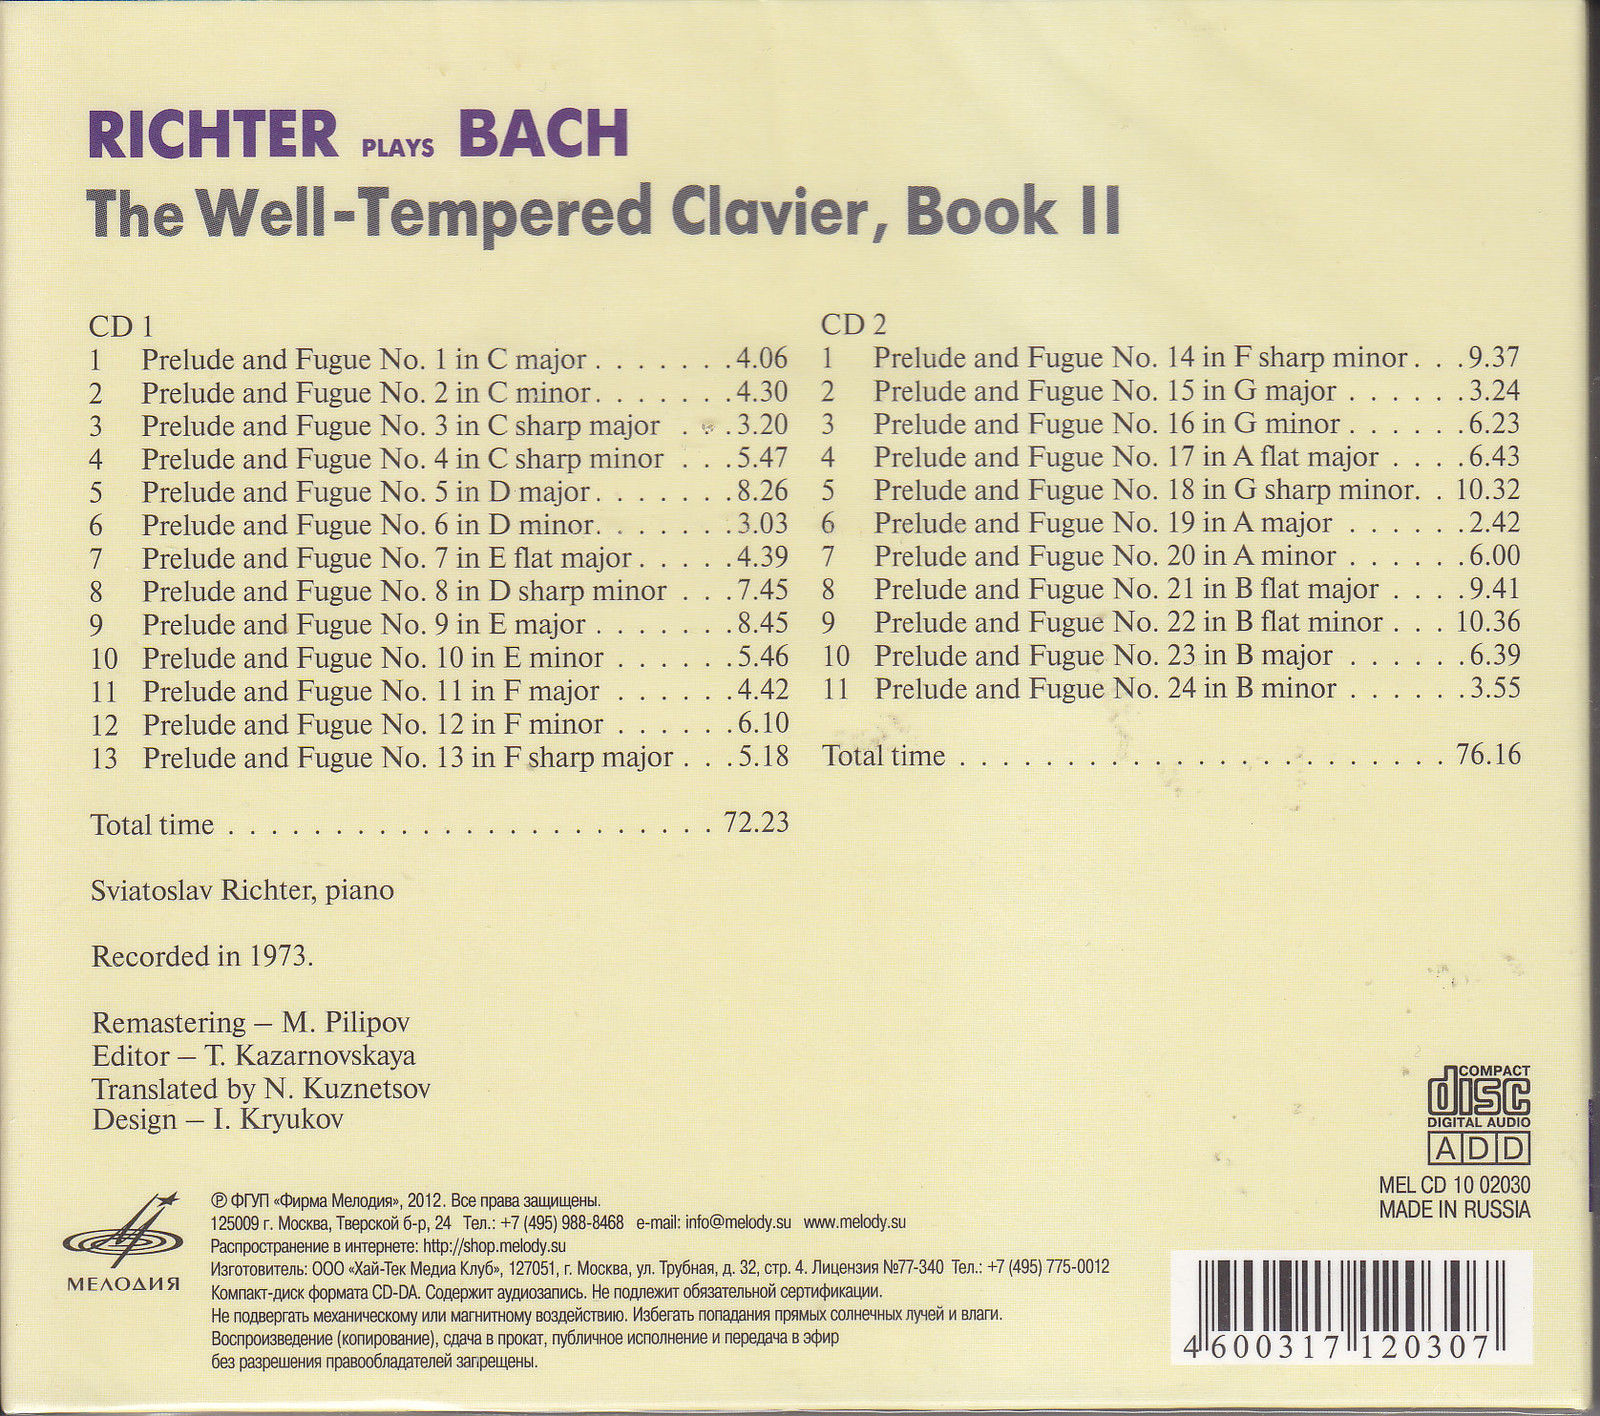 RICHTER PLAYS BACH
The Well-Tempered Clavier, Book II
CD 1
1 Prelude and Fugue No. 1 in C major . . . . . . . 4.06
2 Prelude and Fugue No. 2 in C minor . . . . . . . 4.30
3 Prelude and Fugue No. 3 in C sharp major . . . 3.20
4 Prelude and Fugue No. 4 in C sharp minor . . . 5.47
5 Prelude and Fugue No. 5 in D major . . . . . . . 8.26
6 Prelude and Fugue No. 6 in D minor . . . . . . . 3.03
7 Prelude and Fugue No. 7 in E flat major . . . . . 4.39
8 Prelude and Fugue No. 8 in D sharp minor . . . 7.45
9 Prelude and Fugue No. 9 in E major . . . . . . . 8.45
10 Prelude and Fugue No. 10 in E minor . . . . . . 5.46
11 Prelude and Fugue No. 11 in F major . . . . . . 4.42
12 Prelude and Fugue No. 12 in F minor . . . . . . 6.10
13 Prelude and Fugue No. 13 in F sharp major . . . 5.18
Total time . . . . . . . . . . . . . . . . . . . . . . . 72.23
CD 2
1 Prelude and Fugue No. 14 in F sharp minor . . . 9.37
2 Prelude and Fugue No. 15 in G major . . . . . . 3.24
3 Prelude and Fugue No. 16 in G minor . . . . . . 6.23
4 Prelude and Fugue No. 17 in A flat major . . . . 6.43
5 Prelude and Fugue No. 18 in G sharp minor. . . 10.32
6 Prelude and Fugue No. 19 in A major . . . . . . 2.42
7 Prelude and Fugue No. 20 in A minor . . . . . . 6.00
8 Prelude and Fugue No. 21 in B flat major . . . . 9.41
9 Prelude and Fugue No. 22 in B flat minor . . . 10.36
10 Prelude and Fugue No. 23 in B major . . . . . . 6.39
11 Prelude and Fugue No. 24 in B minor . . . . . . 3.55
Total time . . . . . . . . . . . . . . . . . . . . . . . 76.16
Sviatoslav Richter, piano
Recorded in 1973.
Remastering – M. Pilipov
Editor – T. Kazarnovskaya
Translated by N. Kuznetsov
Design – I. Kryukov
МЕЛОДИЯ
℗ ФГУП «Фирма Мелодия», 2012. Все права защищены.
125009 г. Москва, Тверской б-р, 24 Тел.: +7 (495) 988-8468 e-mail: info@melody.su www.melody.su
Распространение в интернете: http://shop.melody.su
Изготовитель: ООО «Хай-Тек Медиа Клуб», 127051, г. Москва, ул. Трубная, д. 32, стр. 4. Лицензия №77-340 Тел.: +7 (495) 775-0012
Компакт-диск формата CD-DA. Содержит аудиозапись. Не подлежит обязательной сертификации.
Не подвергать механическому или магнитному воздействию. Избегать попадания прямых солнечных лучей и влаги.
Воспроизведение (копирование), сдача в прокат, публичное исполнение и передача в эфир
без разрешения правообладателей запрещены.
COMPACT
disc
DIGITAL AUDIO
ADD
MEL CD 10 02030
MADE IN RUSSIA
4 600317 120307